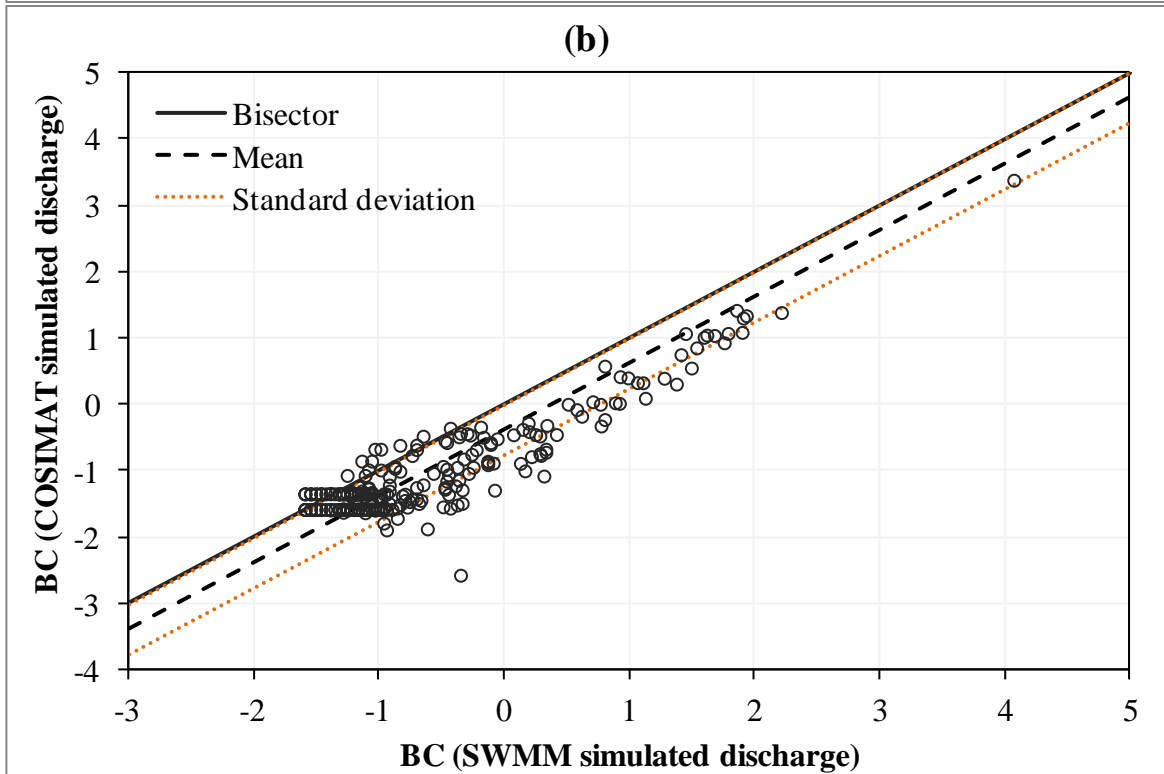 (b)
5
4
3
2
1
0
-1
-2
-3
-4
BC (COSIMAT simulated discharge)
Bisector
Mean
Standard deviation
-3 -2 -1 0 1 2 3 4 5
BC (SWMM simulated discharge)